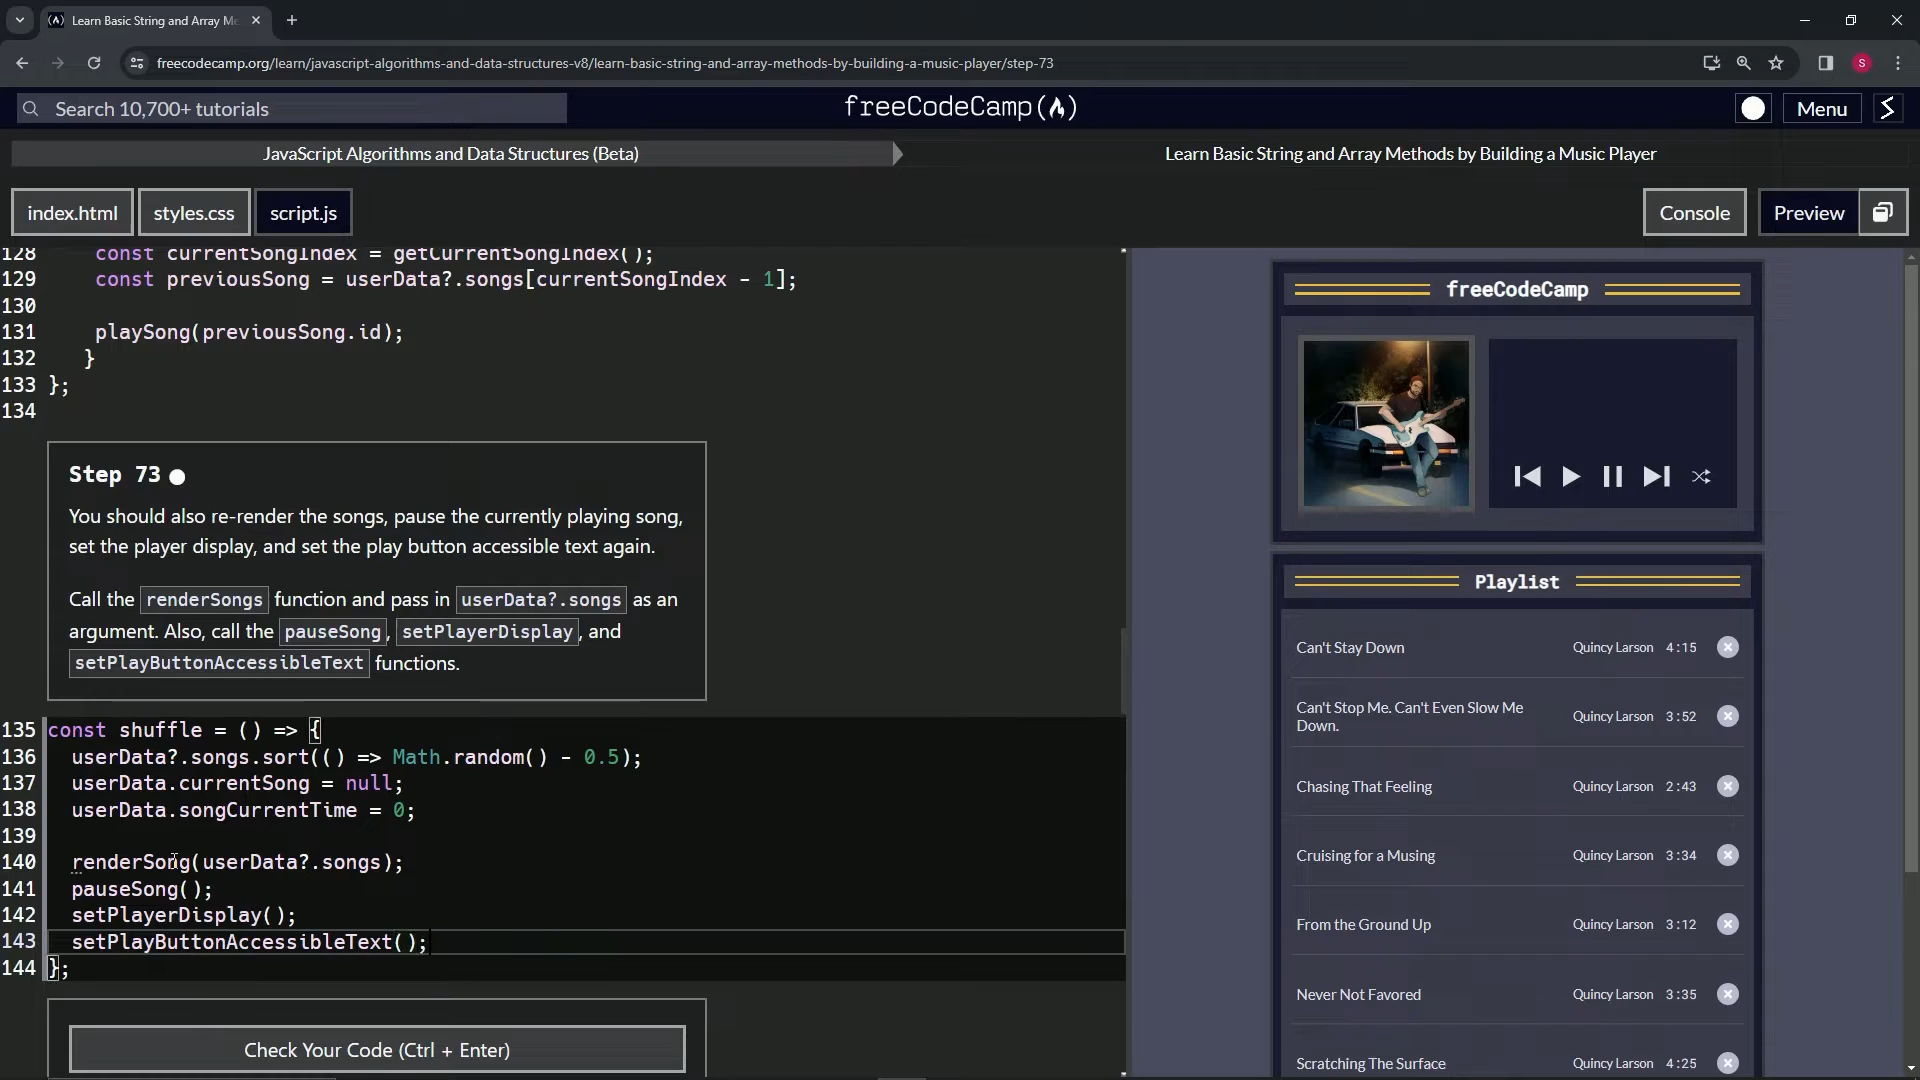 Learn Basic String and Array Me
freecodecamp.org/learn/javascript-algorithms-and-data-structures-v8/learn-basic-string-and-array-methods-by-building-a-music-player/step-73
S
Search 10,700+ tutorials
freeCodeCamp
Menu
JavaScript Algorithms and Data Structures (Beta)
Learn Basic String and Array Methods by Building a Music Player
index.html
styles.css
script.js
Console
Preview
128 const currentSongIndex = getCurrentSongIndex();
129 const previousSong = userData?.songs[currentSongIndex - 1];
130
131 playSong(previousSong.id);
132 }
133 };
134
Step 73
You should also re-render the songs, pause the currently playing song,
set the player display, and set the play button accessible text again.
Call the renderSongs function and pass in userData?.songs as an
argument. Also, call the pauseSong, setPlayerDisplay, and
setPlayButtonAccessibleText functions.
135 const shuffle = () => {
136 userData?.songs.sort(() => Math.random() - 0.5);
137 userData.currentSong = null;
138 userData.songCurrentTime = 0;
139
140 renderSong(userData?.songs);
141 pauseSong();
142 setPlayerDisplay();
143 setPlayButtonAccessibleText();
144 };
Check Your Code (Ctrl + Enter)
freeCodeCamp
Playlist
Can't Stay Down Quincy Larson 4:15
Can't Stop Me. Can't Even Slow Me
Down. Quincy Larson 3:52
Chasing That Feeling Quincy Larson 2:43
Cruising for a Musing Quincy Larson 3:34
From the Ground Up Quincy Larson 3:12
Never Not Favored Quincy Larson 3:35
Scratching The Surface Quincy Larson 4:25